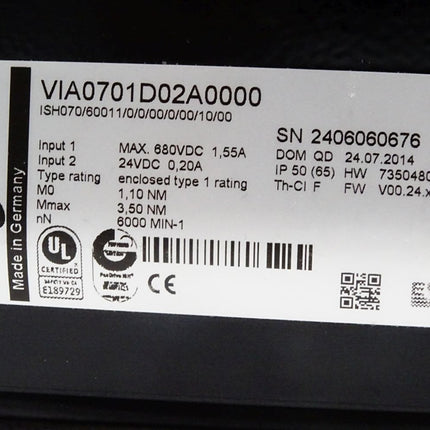 VIA0701D02A0000
ISH070/60011/0/0/00/0/00/10/00
SN 2406060676
Input 1 MAX. 680VDC 1,55A
DOM QD 24.07.2014
Input 2 24VDC 0,20A
IP 50 (65) HW 7350480
Type rating enclosed type 1 rating
Th-Cl F FW V00.24.x
M0 1,10 NM
Mmax 3,50 NM
nN 6000 MIN-1
Made in Germany
UL
CERTIFIED
E189729
CE